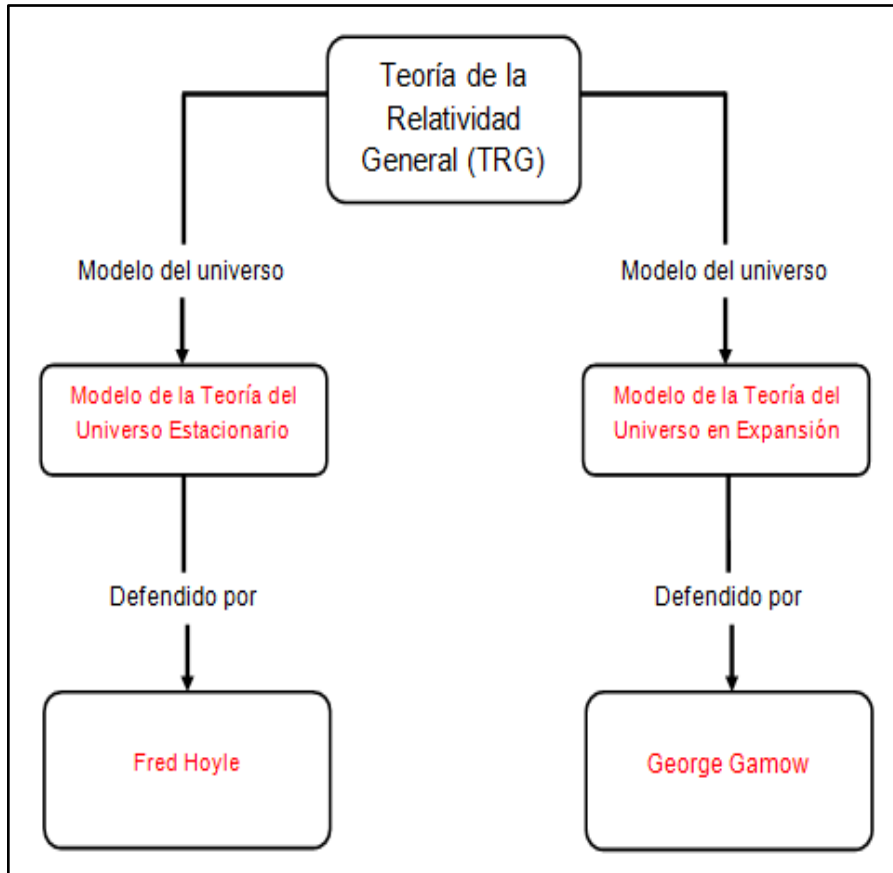 Teoría de la
Relatividad
General (TRG)
Modelo del universo
Modelo del universo
Modelo de la Teoría del
Universo Estacionario
Modelo de la Teoría del
Universo en Expansión
Defendido por
Defendido por
Fred Hoyle
George Gamow